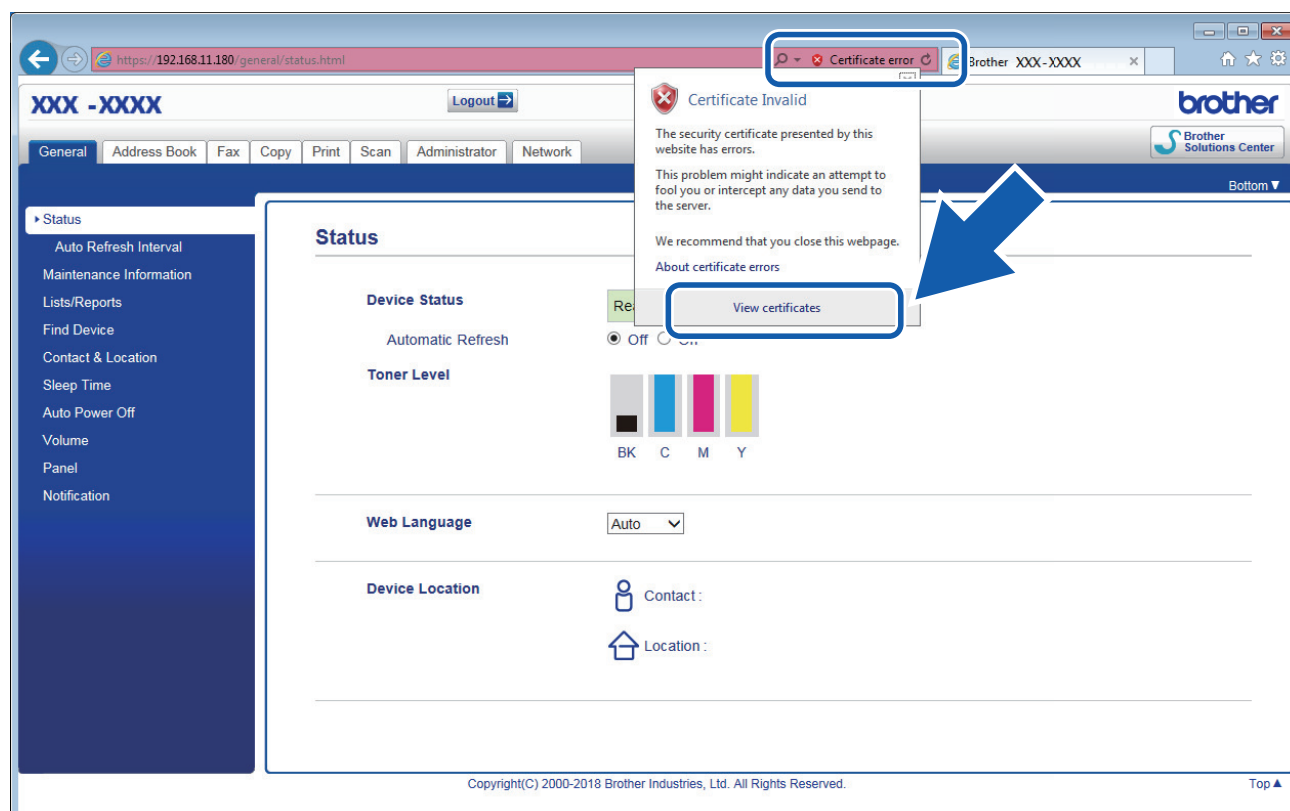 https://192.168.11.180/general/status.html
Certificate error
Brother XXX-XXXX
XXX -XXXX
Logout
brother
General
Address Book
Fax
Copy
Print
Scan
Administrator
Network
Brother
Solutions Center
Bottom▼
Certificate Invalid
The security certificate presented by this
website has errors.
This problem might indicate an attempt to
fool you or intercept any data you send to
the server.
We recommend that you close this webpage.
About certificate errors
View certificates
Status
Auto Refresh Interval
Maintenance Information
Lists/Reports
Find Device
Contact & Location
Sleep Time
Auto Power Off
Volume
Panel
Notification
Status
Device Status
Automatic Refresh
Off
Toner Level
BK C M Y
Web Language
Auto
Device Location
Contact :
Location :
Copyright(C) 2000-2018 Brother Industries, Ltd. All Rights Reserved.
Top▲